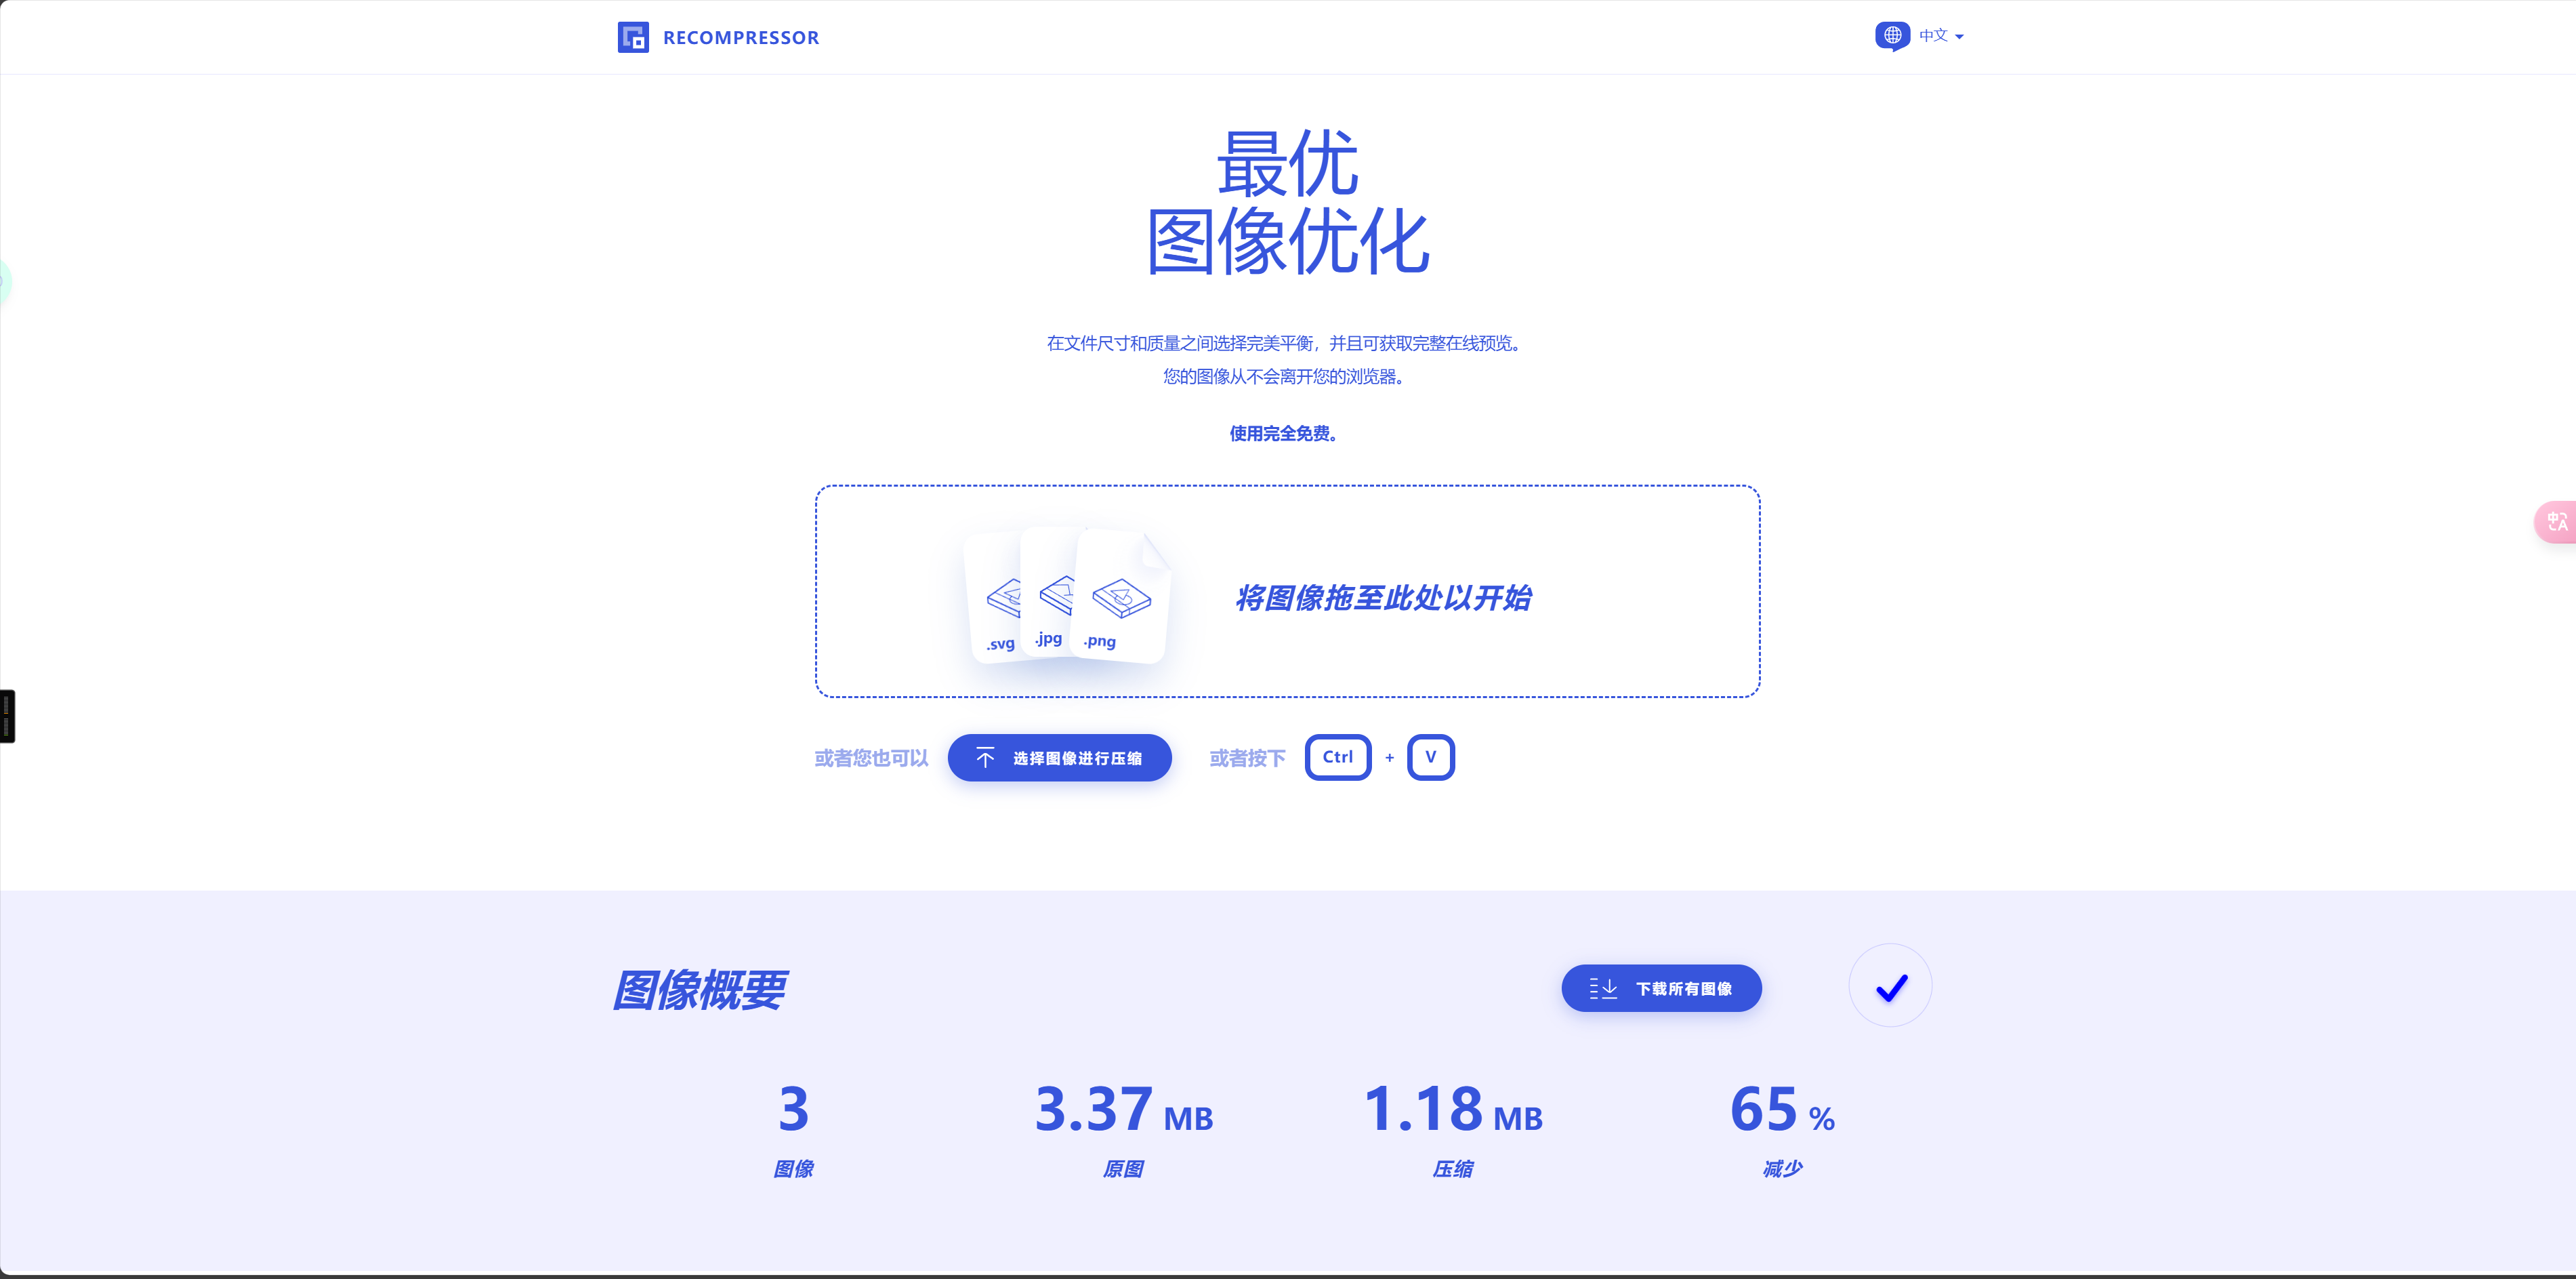 RECOMPRESSOR
中文
最优
图像优化
在文件尺寸和质量之间选择完美平衡，并且可获取完整在线预览。
您的图像从不会离开您的浏览器。
使用完全免费。
.svg
.jpg
.png
将图像拖至此处以开始
或者您也可以
选择图像进行压缩
或者按下
Ctrl + V
图像概要
下载所有图像
3
图像
3.37 MB
原图
1.18 MB
压缩
65 %
减少
中A